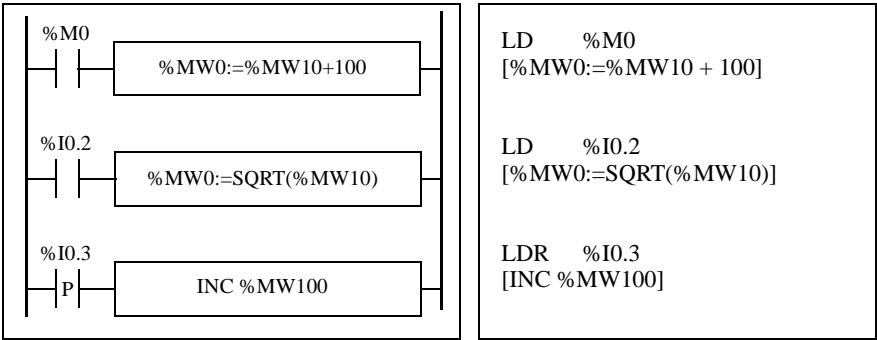 %M0
%MW0:=%MW10+100
%I0.2
%MW0:=SQRT(%MW10)
%I0.3
P
INC %MW100
LD %M0
[%MW0:=%MW10 + 100]
LD %I0.2
[%MW0:=SQRT(%MW10)]
LDR %I0.3
[INC %MW100]